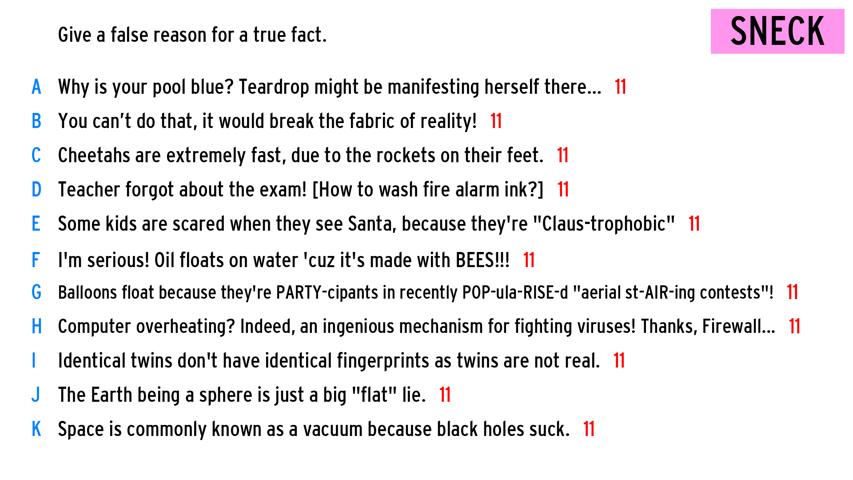 Give a false reason for a true fact.
SNECK
A Why is your pool blue? Teardrop might be manifesting herself there... 11
B You can't do that, it would break the fabric of reality! 11
C Cheetahs are extremely fast, due to the rockets on their feet. 11
D Teacher forgot about the exam! [How to wash fire alarm ink?] 11
E Some kids are scared when they see Santa, because they're "Claus-trophobic" 11
F I'm serious! Oil floats on water 'cuz it's made with BEES!!! 11
G Balloons float because they're PARTY-cipants in recently POP-ula-RISE-d "aerial st-AIR-ing contests"! 11
H Computer overheating? Indeed, an ingenious mechanism for fighting viruses! Thanks, Firewall... 11
I Identical twins don't have identical fingerprints as twins are not real. 11
J The Earth being a sphere is just a big "flat" lie. 11
K Space is commonly known as a vacuum because black holes suck. 11